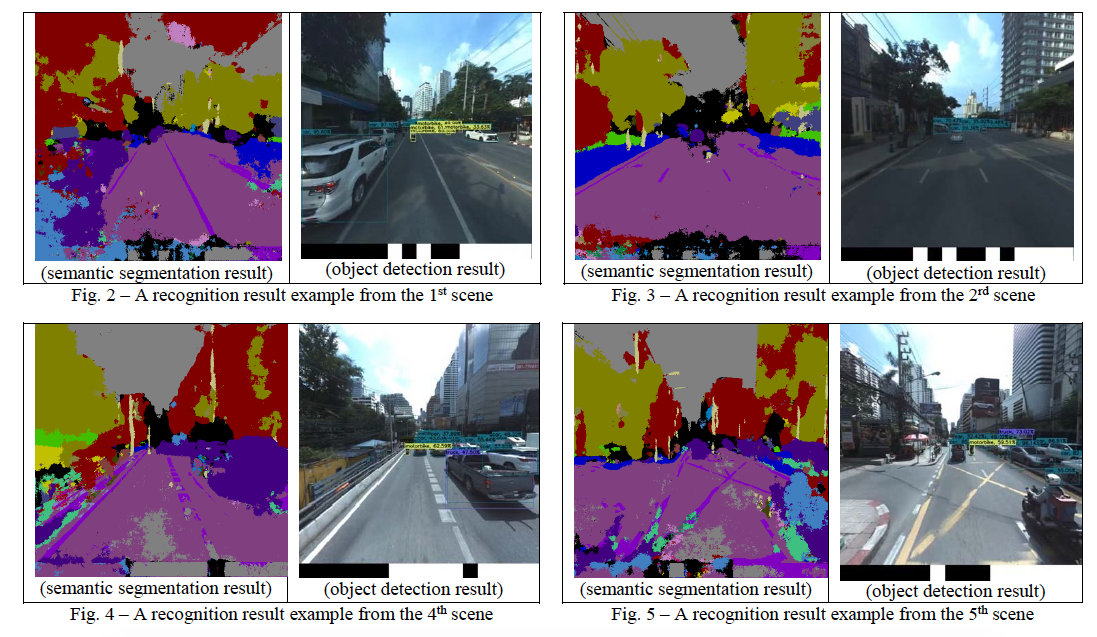 (semantic segmentation result)
(object detection result)
Fig. 2 – A recognition result example from the 1st scene
(semantic segmentation result)
(object detection result)
Fig. 3 – A recognition result example from the 2rd scene
(semantic segmentation result)
(object detection result)
Fig. 4 – A recognition result example from the 4th scene
(semantic segmentation result)
(object detection result)
Fig. 5 – A recognition result example from the 5th scene